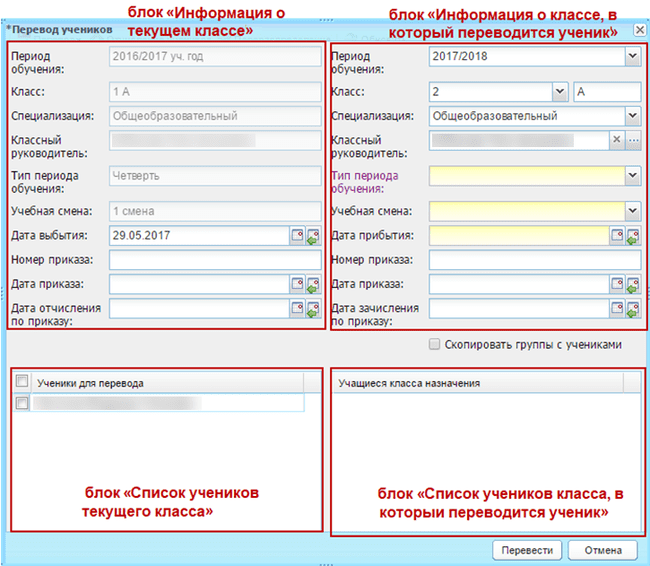 блок «Информация о
текущем классе»
блок «Информация о классе, в
который переводится ученик»
*Перевод учеников
Период
обучения:
2016/2017 уч. год
Класс:
1 А
Специализация:
Общеобразовательный
Классный
руководитель:
Тип периода
обучения:
Четверть
Учебная смена:
1 смена
Дата выбытия:
29.05.2017
Номер приказа:
Дата приказа:
Дата отчисления
по приказу:
Период
обучения:
2017/2018
Класс:
2
А
Специализация:
Общеобразовательный
Классный
руководитель:
Тип периода
обучения:
Учебная смена:
Дата прибытия:
Номер приказа:
Дата приказа:
Дата зачисления
по приказу:
Скопировать группы с учениками
Ученики для перевода
Учащиеся класса назначения
блок «Список учеников
текущего класса»
блок «Список учеников класса, в
которыи переводится ученик»
Перевести
Отмена